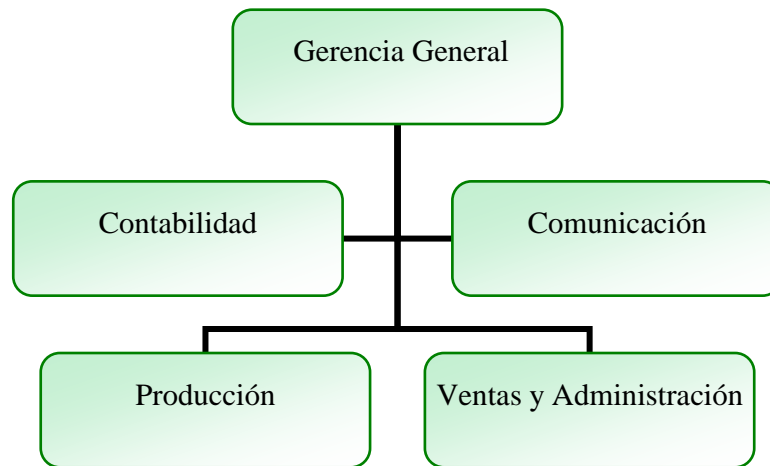 Gerencia General
Contabilidad
Comunicación
Producción
Ventas y Administración